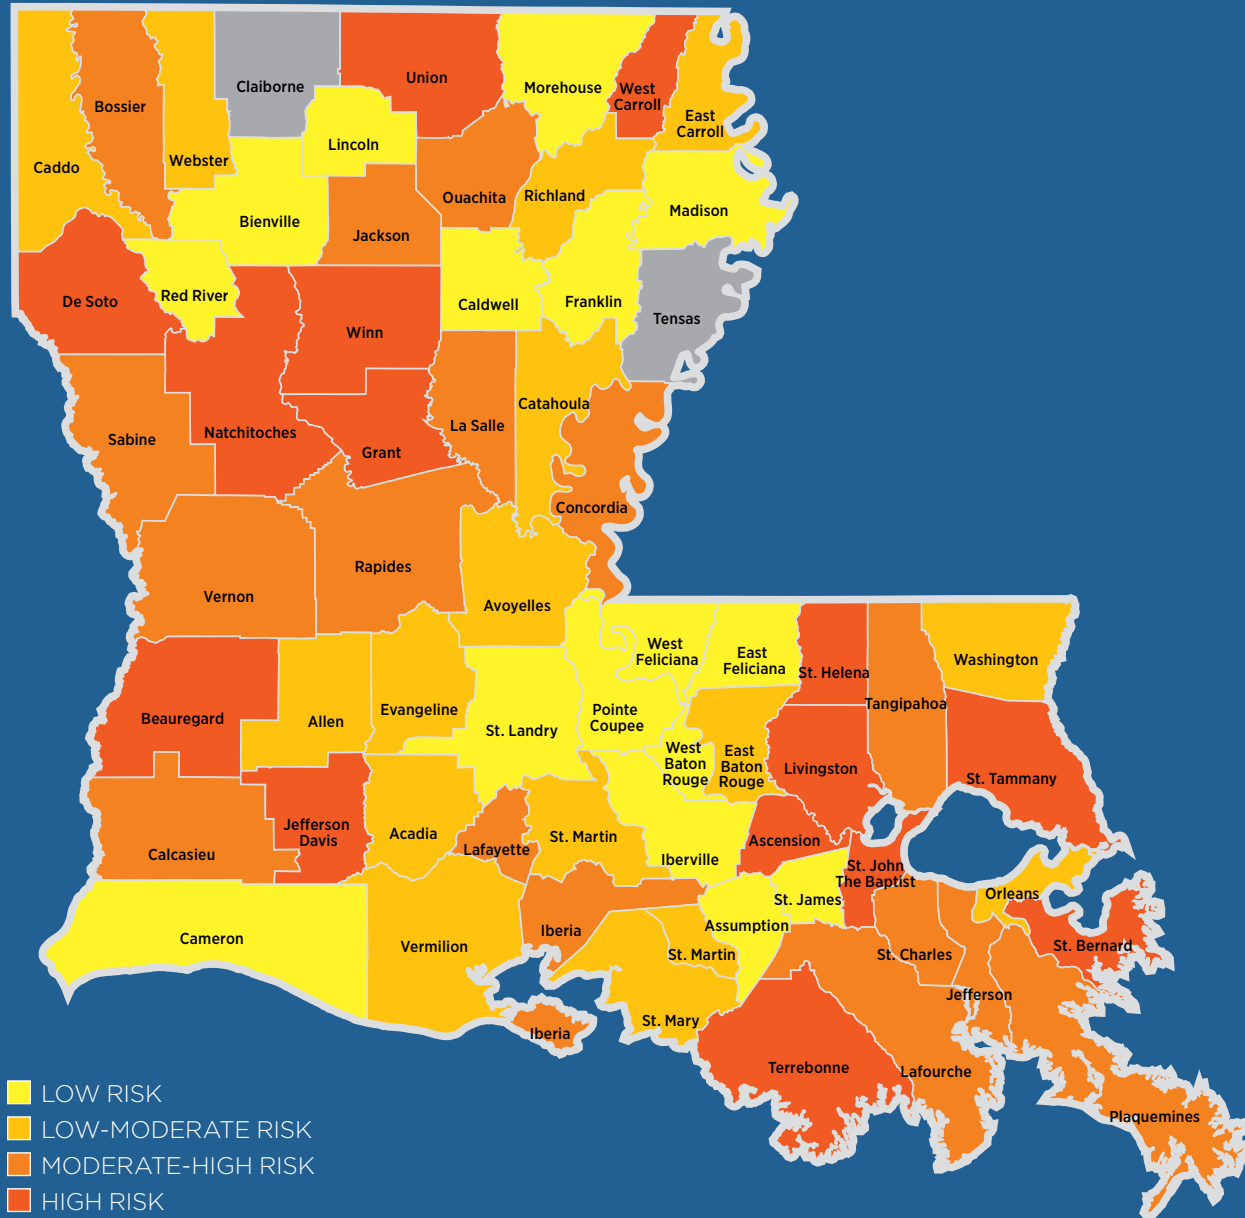 Claiborne
Union
Morehouse
West
Carroll
Bossier
East
Carroll
Lincoln
Webster
Caddo
Ouachita
Richland
Madison
Bienville
Jackson
De Soto
Red River
Caldwell
Franklin
Tensas
Winn
Catahoula
La Salle
Natchitoches
Sabine
Grant
Concordia
Rapides
Vernon
Avoyelles
West
Feliciana
East
Feliciana
Washington
St. Helena
Tangipahoa
Evangeline
Pointe
Coupee
Beauregard
Allen
St. Landry
West
Baton
Rouge
East
Baton
Rouge
Livingston
St. Tammany
Jefferson
Davis
Acadia
St. Martin
Ascension
Lafayette
Calcasieu
Iberville
St. John
The Baptist
Orleans
St. James
Assumption
Iberia
Cameron
Vermilion
St. Bernard
St. Martin
St. Charles
Jefferson
St. Mary
Iberia
Terrebonne
Lafourche
Plaquemines
LOW RISK
LOW-MODERATE RISK
MODERATE-HIGH RISK
HIGH RISK